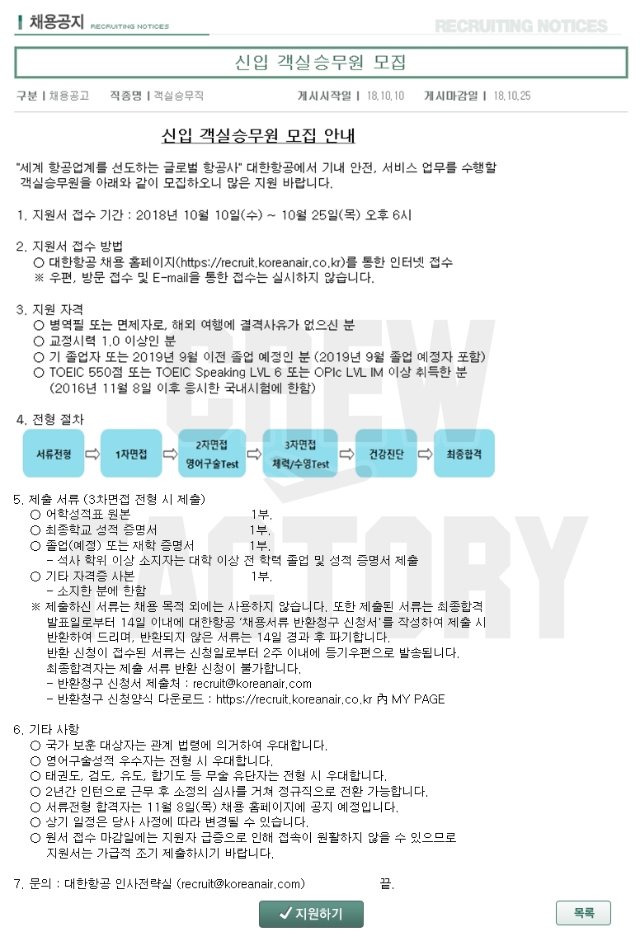 채용공지 RECRUITING NOTICES
RECRUITING NOTICES
신입 객실승무원 모집
구분 | 채용공고 직종명 | 객실승무직 게시시작일 | 18.10.10 게시마감일 | 18.10.25
신입 객실승무원 모집 안내
"세계 항공업계를 선도하는 글로벌 항공사" 대한항공에서 기내 안전, 서비스 업무를 수행할
객실승무원을 아래와 같이 모집하오니 많은 지원 바랍니다.
1. 지원서 접수 기간 : 2018년 10월 10일(수) ~ 10월 25일(목) 오후 6시
2. 지원서 접수 방법
○ 대한항공 채용 홈페이지(https://recruit.koreanair.co.kr)를 통한 인터넷 접수
※ 우편, 방문 접수 및 E-mail을 통한 접수는 실시하지 않습니다.
3. 지원 자격
○ 병역필 또는 면제자로, 해외 여행에 결격사유가 없으신 분
○ 교정시력 1.0 이상인 분
○ 기 졸업자 또는 2019년 9월 이전 졸업 예정인 분 (2019년 9월 졸업 예정자 포함)
○ TOEIC 550점 또는 TOEIC Speaking LVL 6 또는 OPIc LVL IM 이상 취득한 분
(2016년 11월 8일 이후 응시한 국내시험에 한함)
4. 전형 절차
서류전형 1차면접 2차면접 영어구술Test 3차면접 체력/수영Test 건강진단 최종합격
5. 제출 서류 (3차면접 전형 시 제출)
○ 어학성적표 원본 1부.
○ 최종학교 성적 증명서 1부.
○ 졸업(예정) 또는 재학 증명서 1부.
- 석사 학위 이상 소지자는 대학 이상 전 학력 졸업 및 성적 증명서 제출
○ 기타 자격증 사본 1부.
- 소지한 분에 한함
※ 제출하신 서류는 채용 목적 외에는 사용하지 않습니다. 또한 제출된 서류는 최종합격
발표일로부터 14일 이내에 대한항공 '채용서류 반환청구 신청서'를 작성하여 제출 시
반환하여 드리며, 반환되지 않은 서류는 14일 경과 후 파기합니다.
반환 신청이 접수된 서류는 신청일로부터 2주 이내에 등기우편으로 발송됩니다.
최종합격자는 제출 서류 반환 신청이 불가합니다.
- 반환청구 신청서 제출처 : recruit@koreanair.com
- 반환청구 신청양식 다운로드 : https://recruit.koreanair.co.kr 內 MY PAGE
6. 기타 사항
○ 국가 보훈 대상자는 관계 법령에 의거하여 우대합니다.
○ 영어구술성적 우수자는 전형 시 우대합니다.
○ 태권도, 검도, 유도, 합기도 등 무술 유단자는 전형 시 우대합니다.
○ 2년간 인턴으로 근무 후 소정의 심사를 거쳐 정규직으로 전환 가능합니다.
○ 서류전형 합격자는 11월 8일(목) 채용 홈페이지에 공지 예정입니다.
○ 상기 일정은 당사 사정에 따라 변경될 수 있습니다.
○ 원서 접수 마감일에는 지원자 급증으로 인해 접속이 원활하지 않을 수 있으므로
지원서는 가급적 조기 제출하시기 바랍니다.
7. 문의 : 대한항공 인사전략실 (recruit@koreanair.com) 끝.
지원하기
목록
CREW
FACTORY